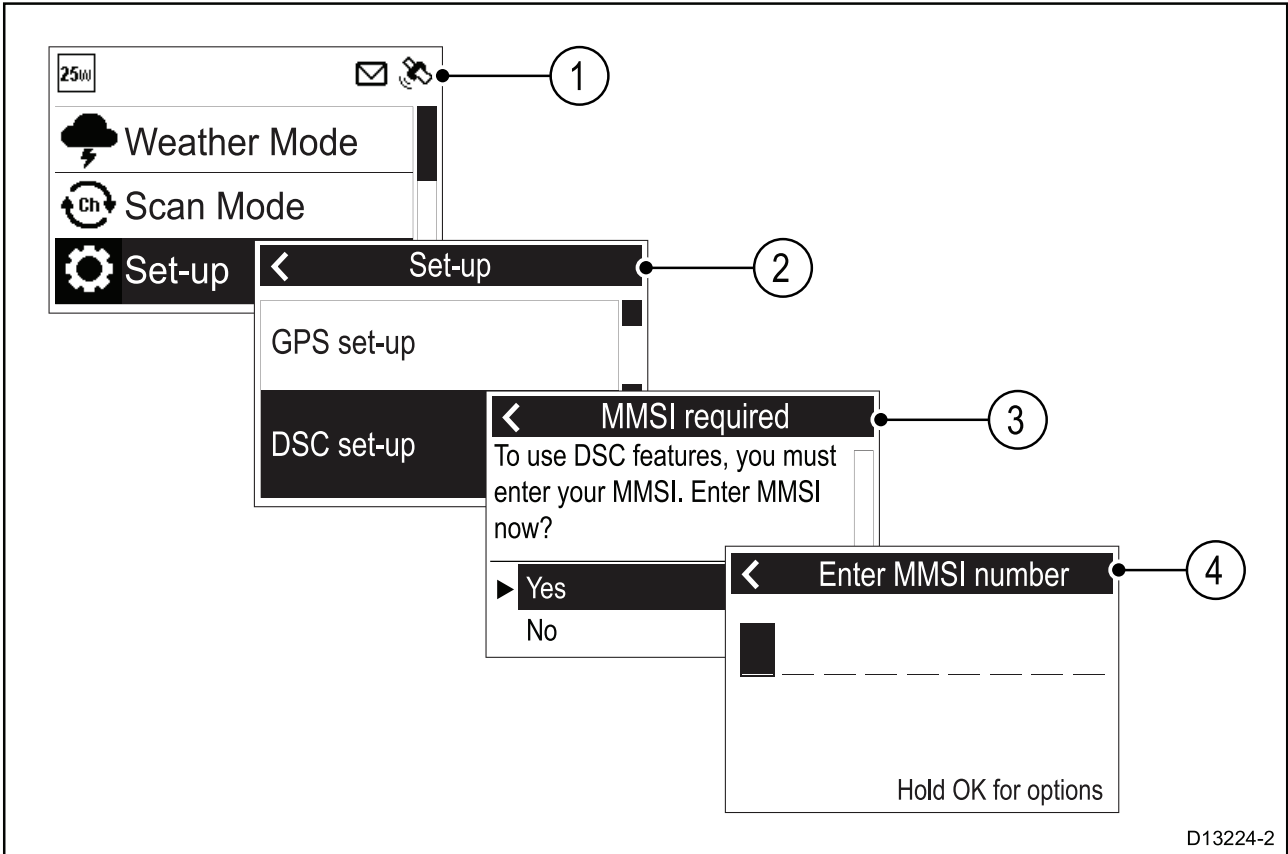 25W
1
Weather Mode
Ch
Scan Mode
Set-up
Set-up
2
GPS set-up
DSC set-up
MMSI required
3
To use DSC features, you must
enter your MMSI. Enter MMSI
now?
Yes
No
Enter MMSI number
4
Hold OK for options
D13224-2